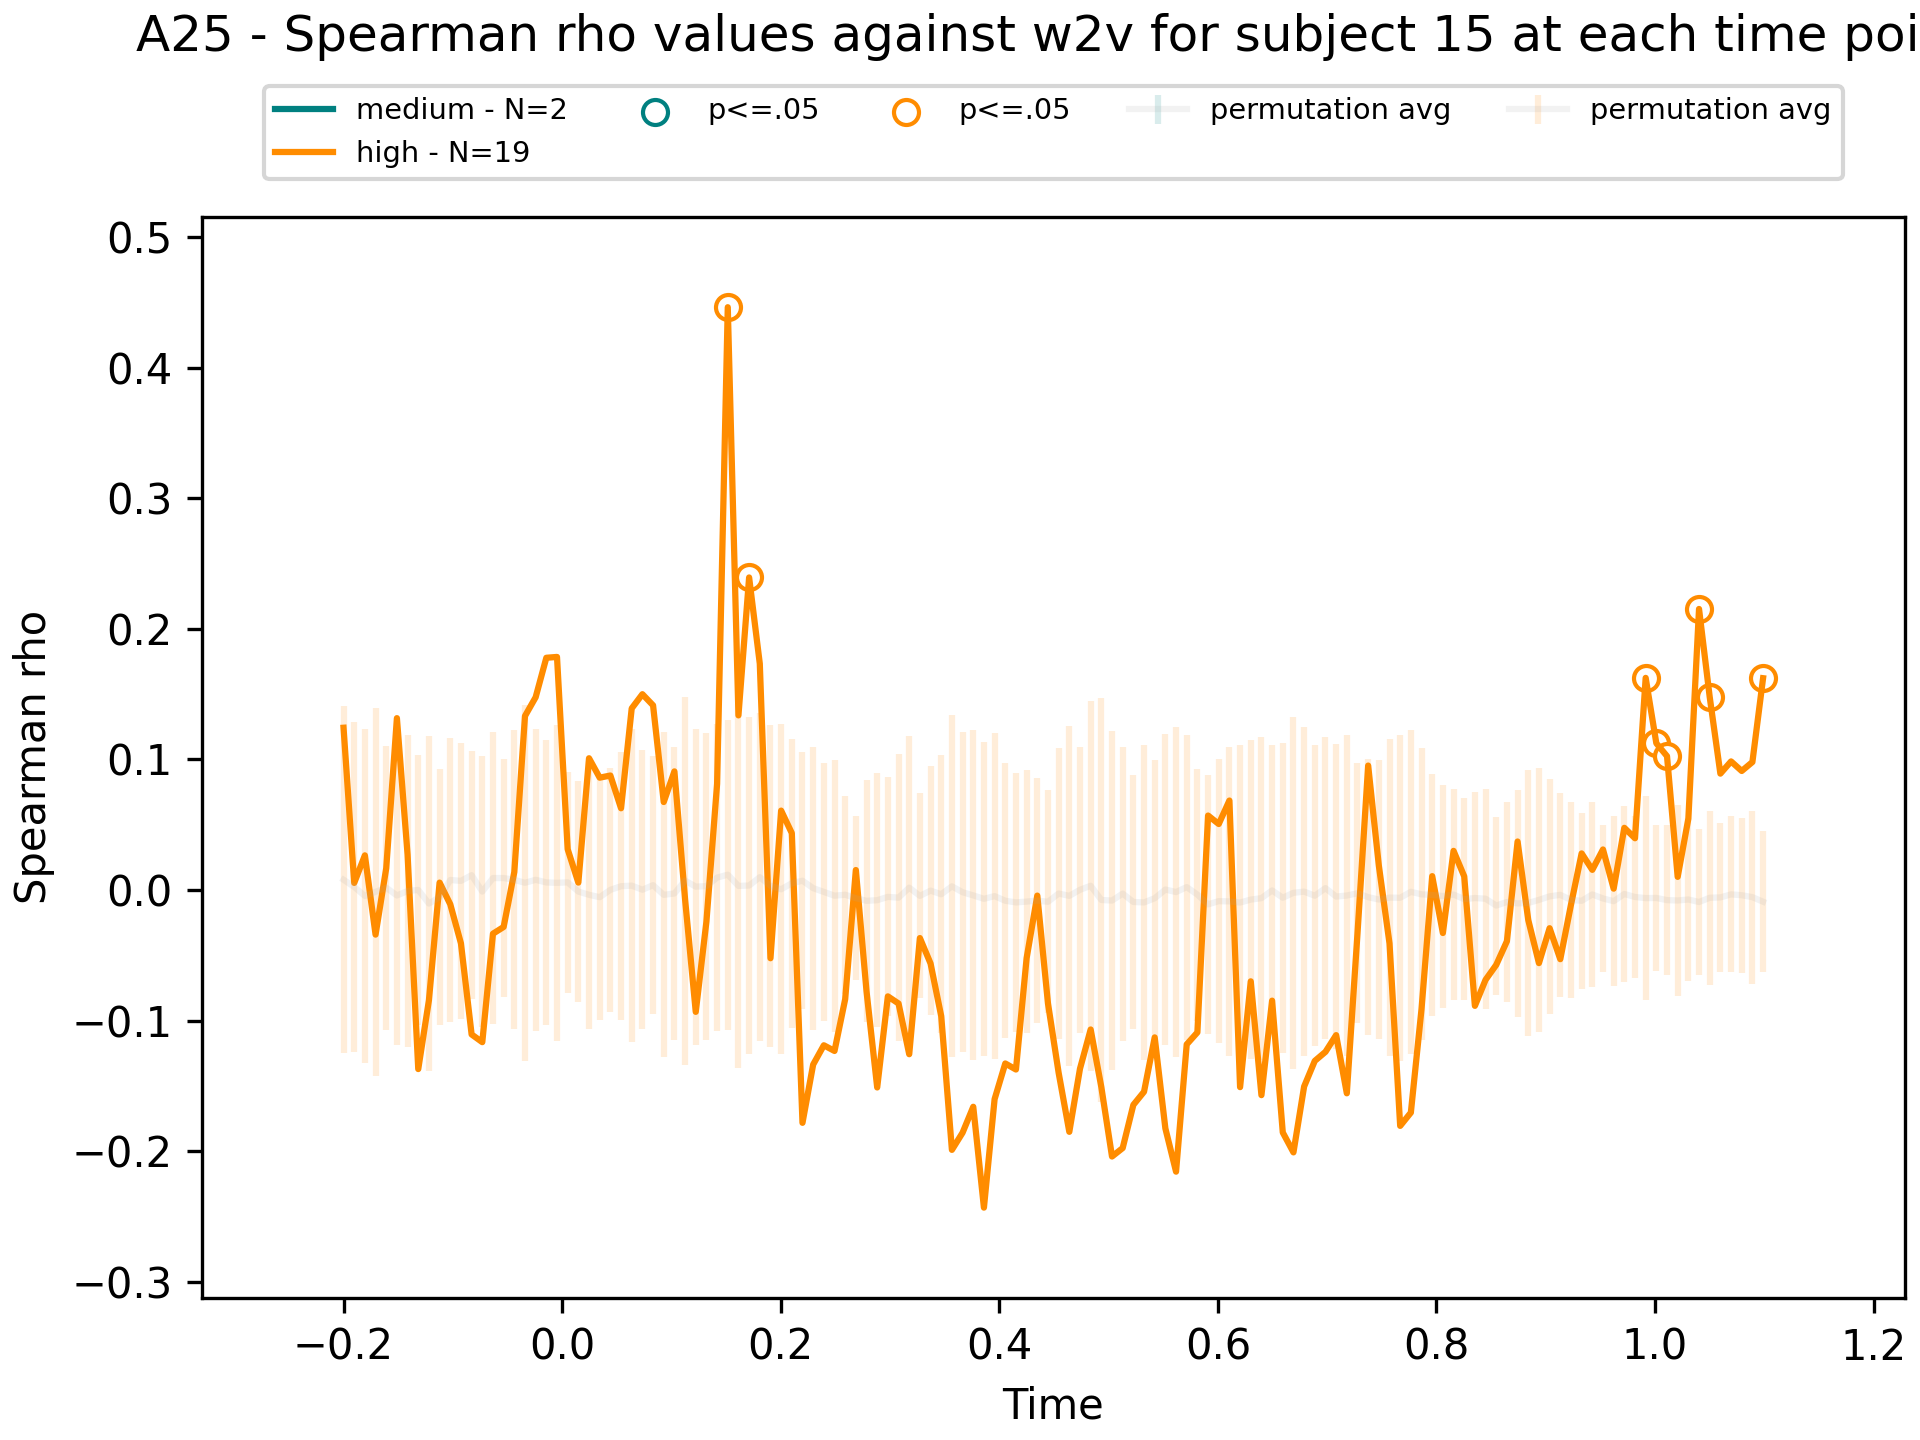 A25 - Spearman rho values against w2v for subject 15 at each time poi
medium - N=2
high - N=19
p<=.05
p<=.05
permutation avg
permutation avg
Spearman rho
0.5
0.4
0.3
0.2
0.1
0.0
−0.1
−0.2
−0.3
−0.2
0.0
0.2
0.4
0.6
0.8
1.0
1.2
Time